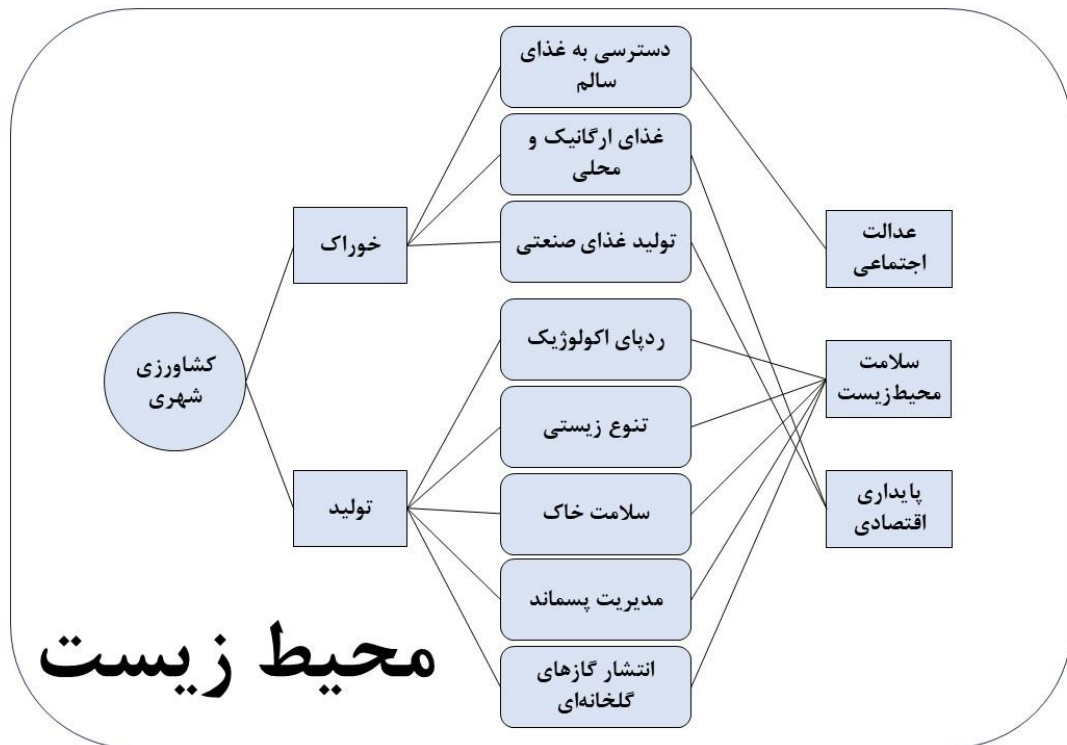 دسترسی به غذای
سالم
غذای ارگانیک و
محلی
تولید غذای صنعتی
ردپای اکولوژیک
تنوع زیستی
سلامت خاک
مدیریت پسماند
انتشار گازهای
گلخانه‌ای
خوراک
تولید
کشاورزی
شهری
عدالت
اجتماعی
سلامت
محیط‌زیست
پایداری
اقتصادی
محیط زیست